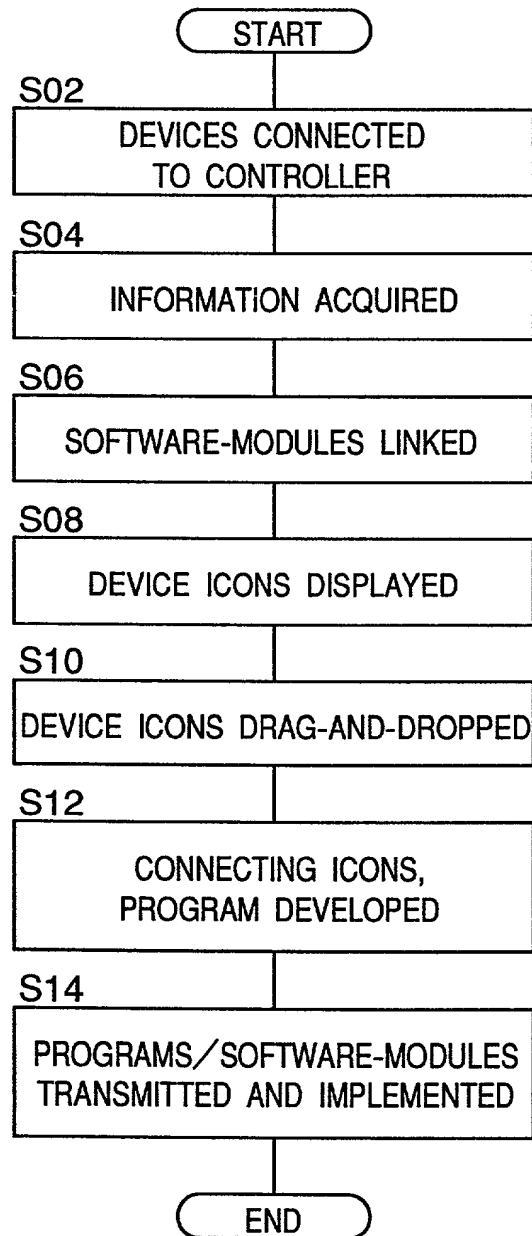 START
S02
DEVICES CONNECTED
TO CONTROLLER
S04
INFORMATION ACQUIRED
S06
SOFTWARE-MODULES LINKED
S08
DEVICE ICONS DISPLAYED
S10
DEVICE ICONS DRAG-AND-DROPPED
S12
CONNECTING ICONS,
PROGRAM DEVELOPED
S14
PROGRAMS/SOFTWARE-MODULES
TRANSMITTED AND IMPLEMENTED
END